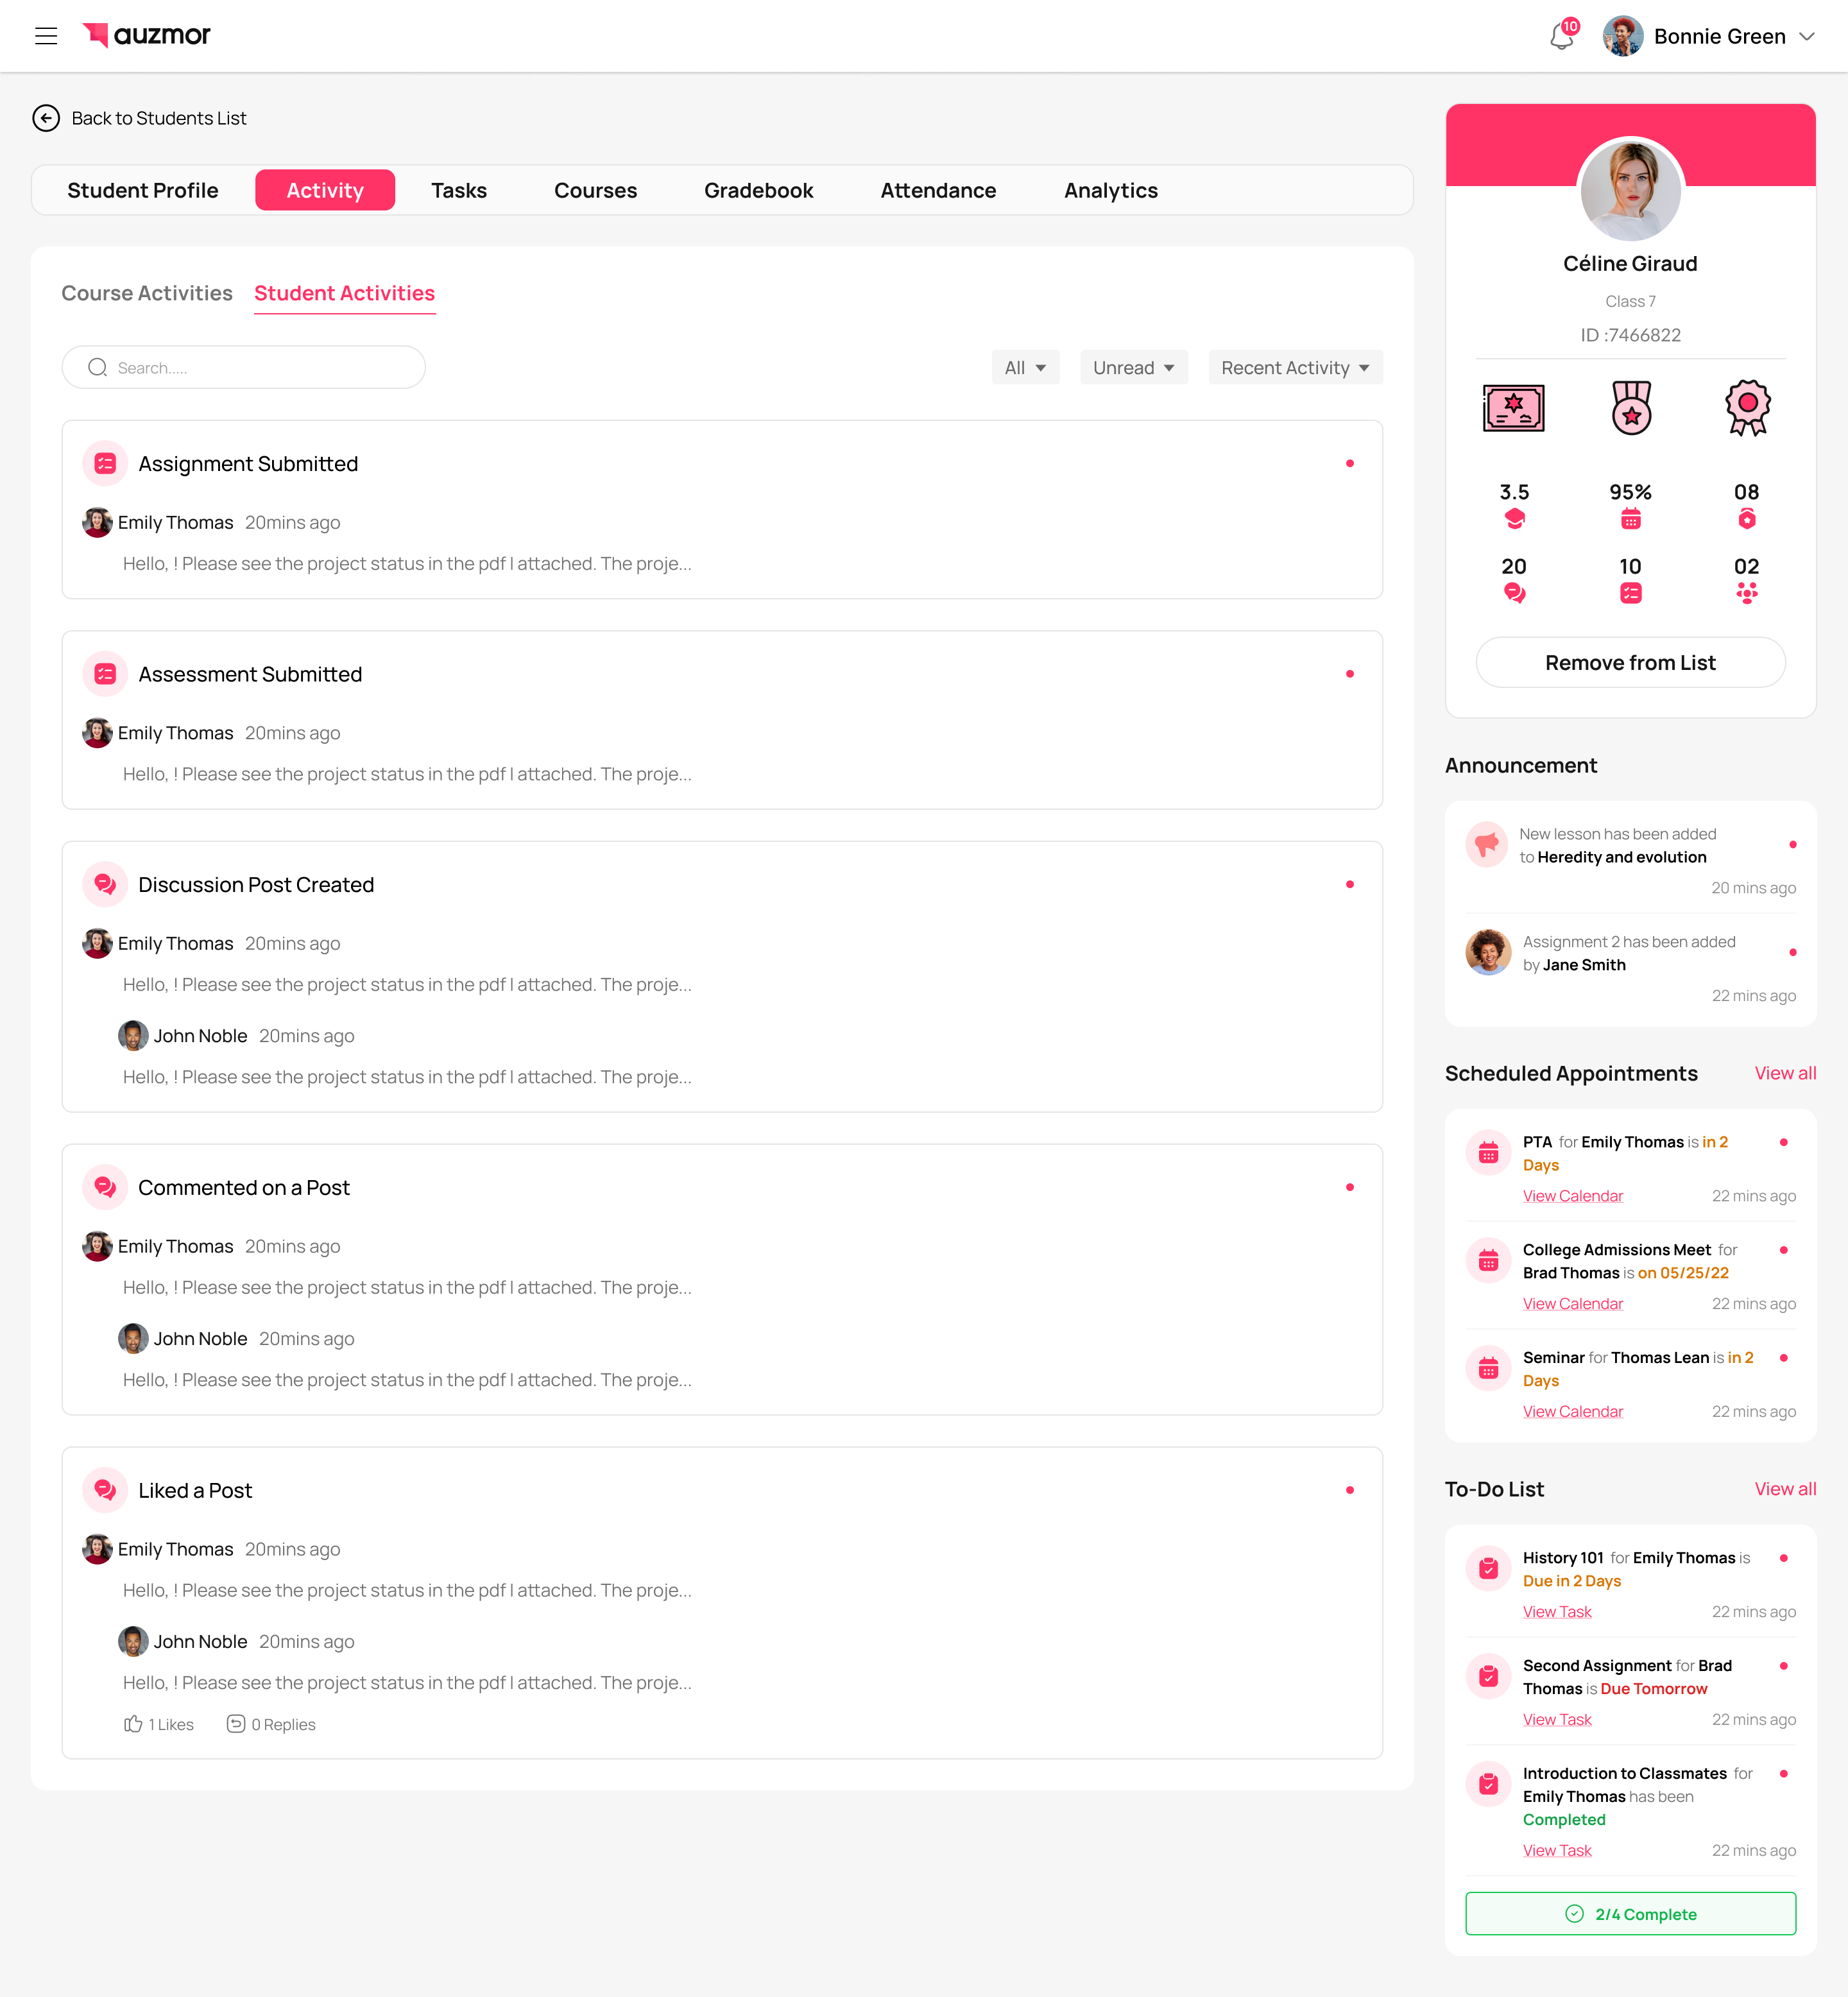 auzmor
10
Bonnie Green
Back to Students List
Student Profile
Activity
Tasks
Courses
Gradebook
Attendance
Analytics
Course Activities
Student Activities
Search.....
All
Unread
Recent Activity
Assignment Submitted
Emily Thomas 20mins ago
Hello, ! Please see the project status in the pdf I attached. The proje...
Assessment Submitted
Emily Thomas 20mins ago
Hello, ! Please see the project status in the pdf I attached. The proje...
Discussion Post Created
Emily Thomas 20mins ago
Hello, ! Please see the project status in the pdf I attached. The proje...
John Noble 20mins ago
Hello, ! Please see the project status in the pdf I attached. The proje...
Commented on a Post
Emily Thomas 20mins ago
Hello, ! Please see the project status in the pdf I attached. The proje...
John Noble 20mins ago
Hello, ! Please see the project status in the pdf I attached. The proje...
Liked a Post
Emily Thomas 20mins ago
Hello, ! Please see the project status in the pdf I attached. The proje...
John Noble 20mins ago
Hello, ! Please see the project status in the pdf I attached. The proje...
1 Likes
0 Replies
Céline Giraud
Class 7
ID :7466822
3.5
95%
08
20
10
02
Remove from List
Announcement
New lesson has been added
to Heredity and evolution
20 mins ago
Assignment 2 has been added
by Jane Smith
22 mins ago
Scheduled Appointments
View all
PTA for Emily Thomas is in 2
Days
View Calendar
22 mins ago
College Admissions Meet for
Brad Thomas is on 05/25/22
View Calendar
22 mins ago
Seminar for Thomas Lean is in 2
Days
View Calendar
22 mins ago
To-Do List
View all
History 101 for Emily Thomas is
Due in 2 Days
View Task
22 mins ago
Second Assignment for Brad
Thomas is Due Tomorrow
View Task
22 mins ago
Introduction to Classmates for
Emily Thomas has been
Completed
View Task
22 mins ago
2/4 Complete